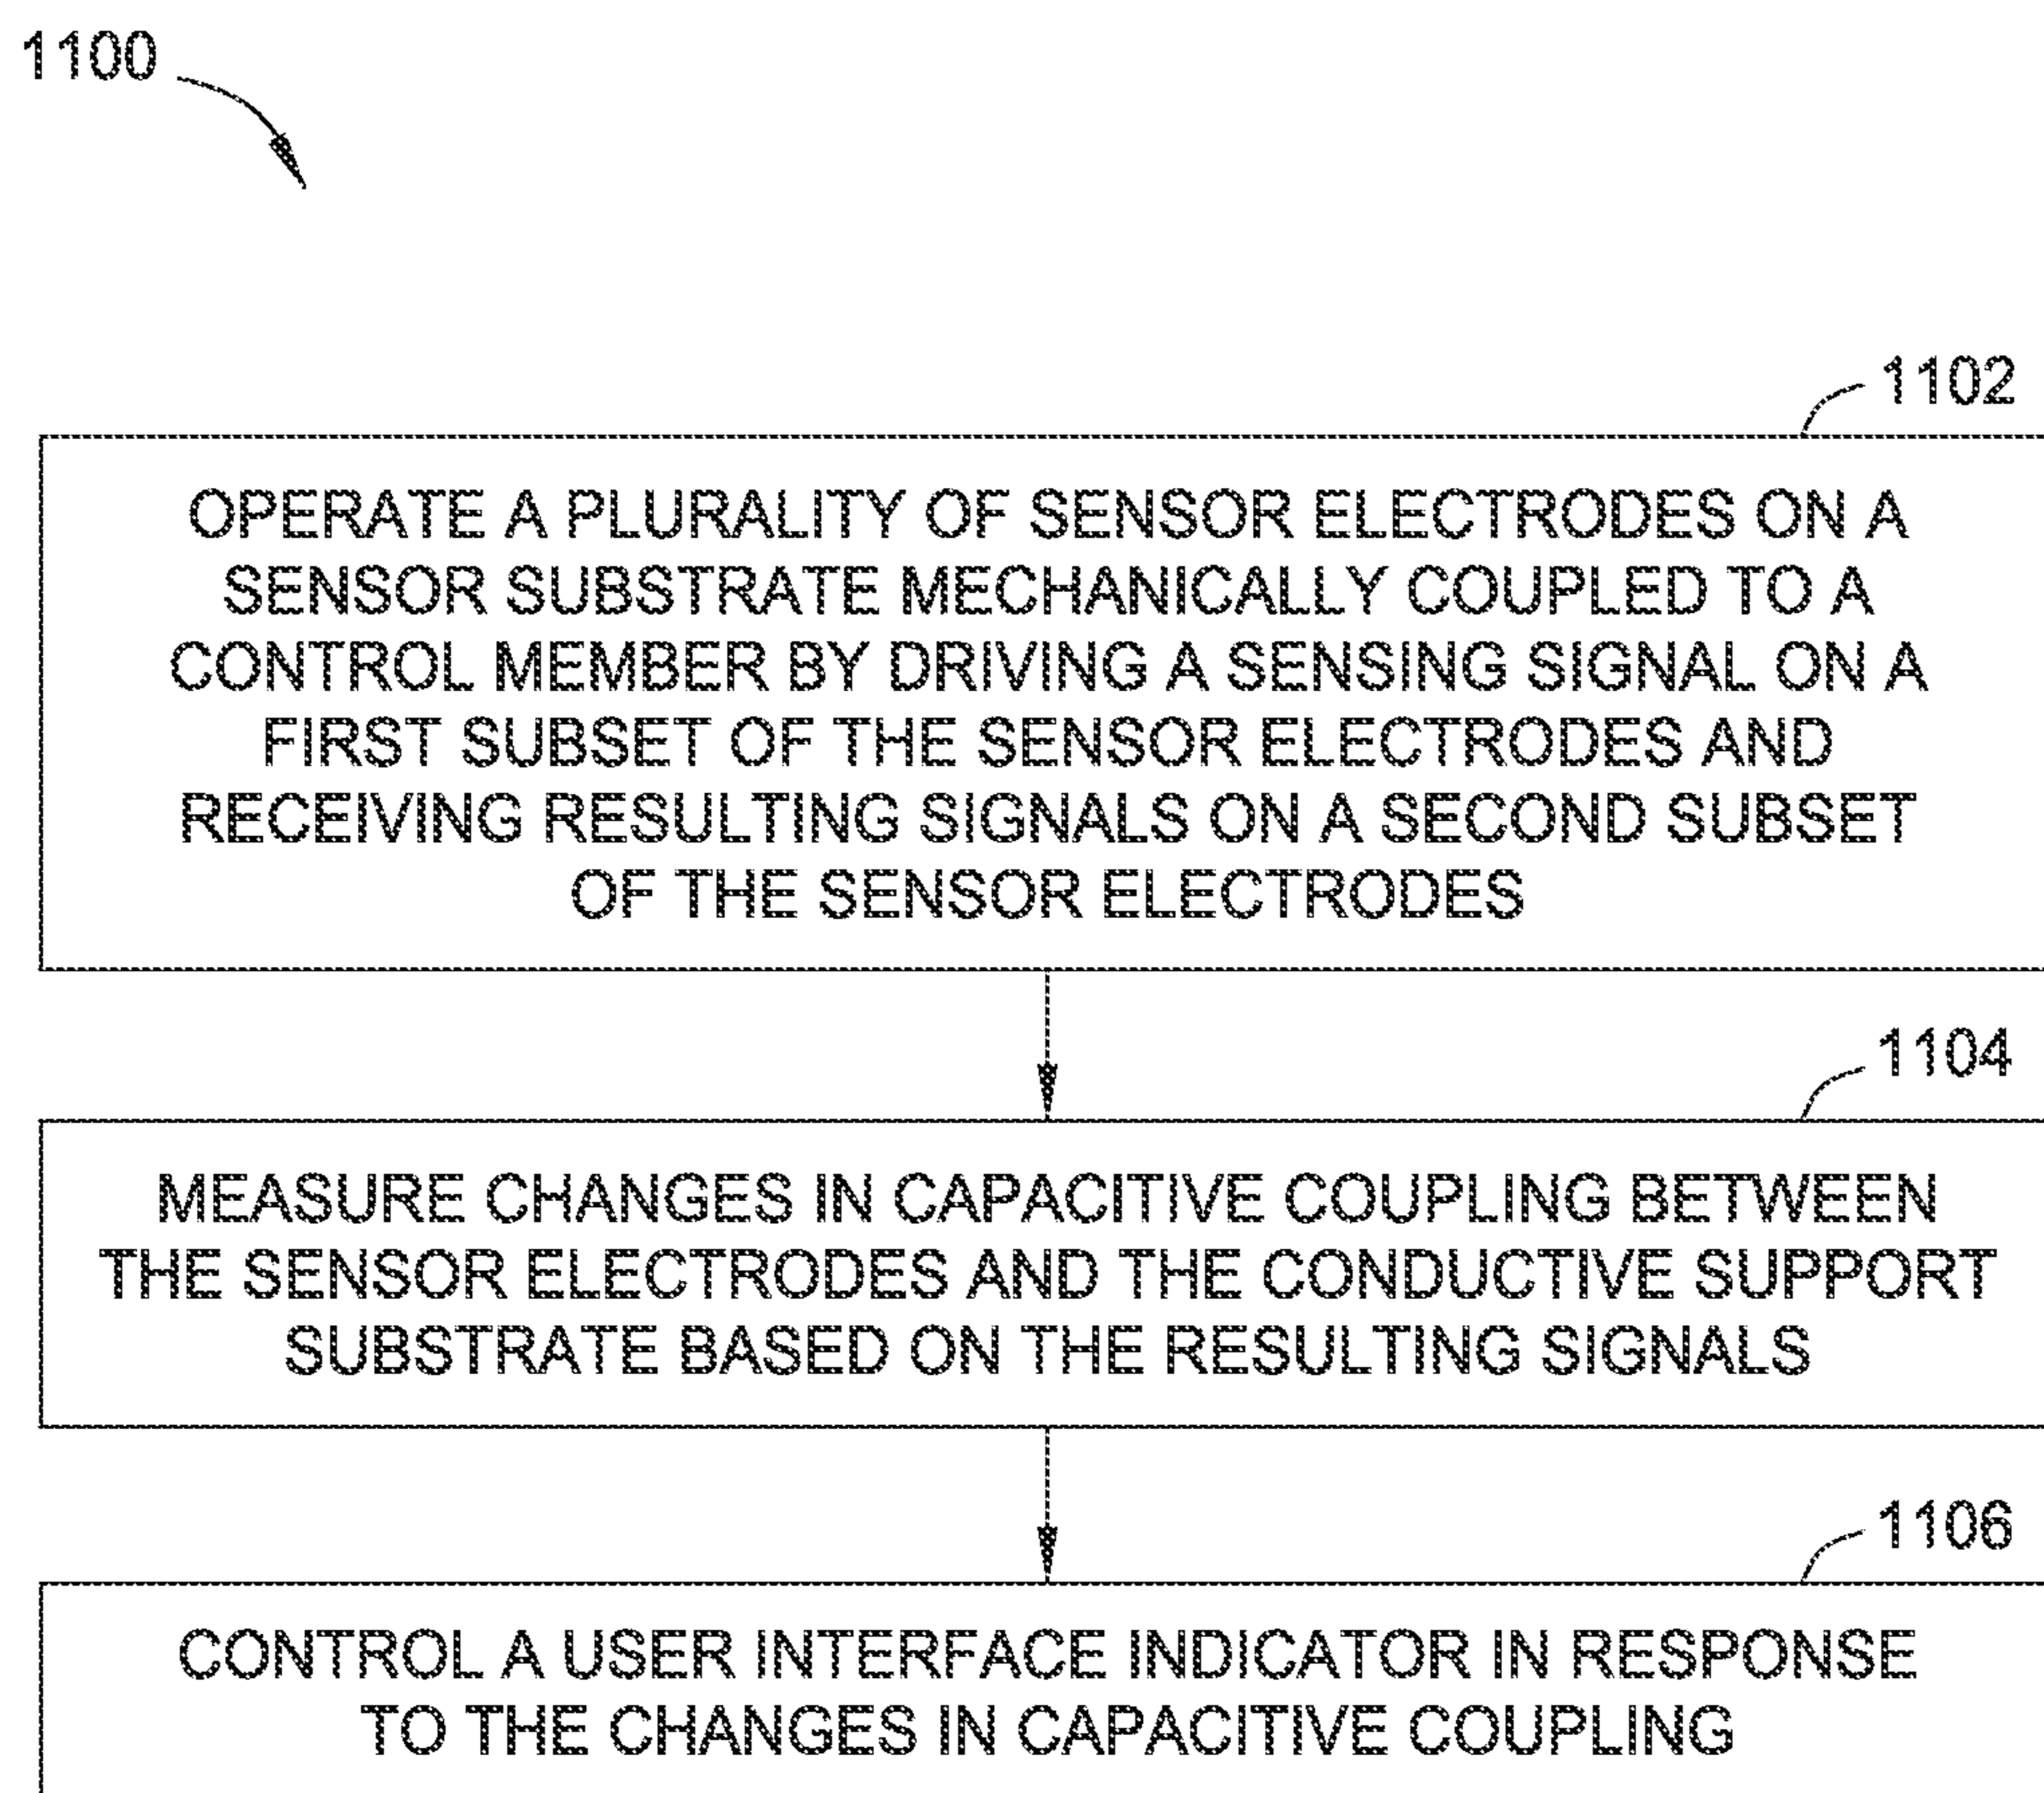 1100
1102
OPERATE A PLURALITY OF SENSOR ELECTRODES ON A
SENSOR SUBSTRATE MECHANICALLY COUPLED TO A
CONTROL MEMBER BY DRIVING A SENSING SIGNAL ON A
FIRST SUBSET OF THE SENSOR ELECTRODES AND
RECEIVING RESULTING SIGNALS ON A SECOND SUBSET
OF THE SENSOR ELECTRODES
1104
MEASURE CHANGES IN CAPACITIVE COUPLING BETWEEN
THE SENSOR ELECTRODES AND THE CONDUCTIVE SUPPORT
SUBSTRATE BASED ON THE RESULTING SIGNALS
1106
CONTROL A USER INTERFACE INDICATOR IN RESPONSE
TO THE CHANGES IN CAPACITIVE COUPLING